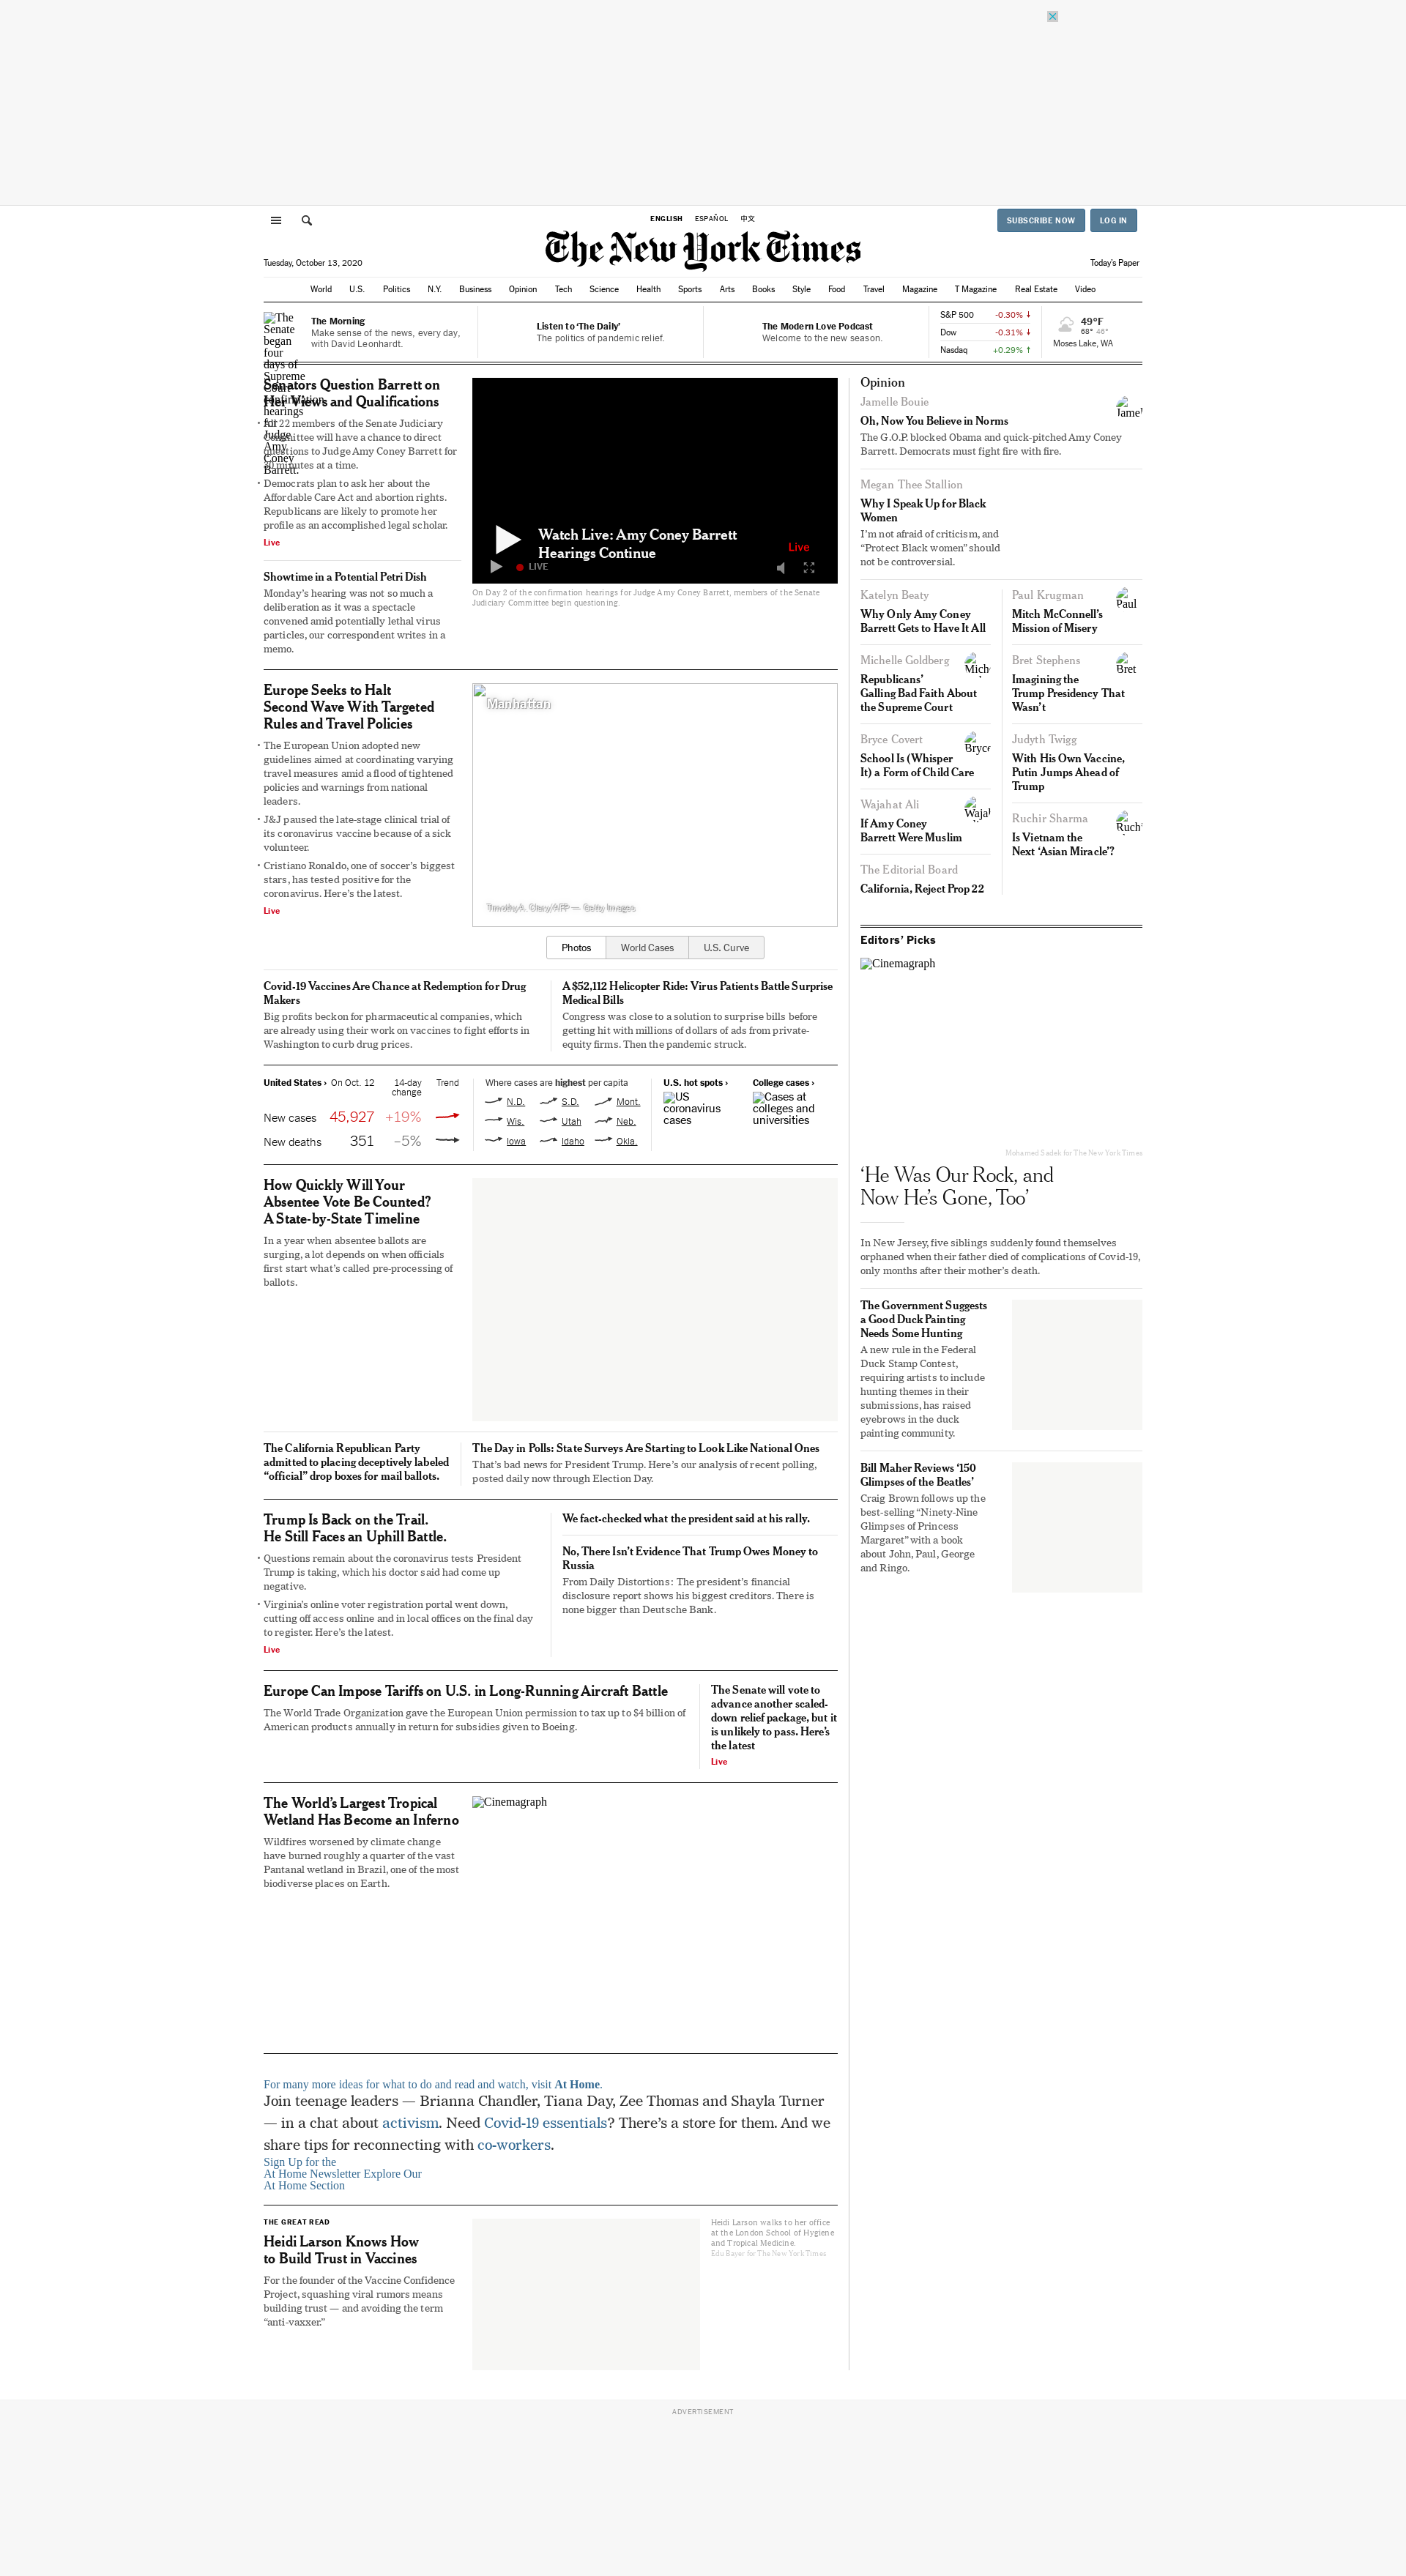 ENGLISH ESPAÑOL 中文
SUBSCRIBE NOW LOG IN
The New York Times
Tuesday, October 13, 2020
Today's Paper
World U.S. Politics N.Y. Business Opinion Tech Science Health Sports Arts Books Style Food Travel Magazine T Magazine Real Estate Video
The Senate began four days of Supreme Court confirmation hearings for Judge Amy Coney Barrett.
The Morning
Make sense of the news, every day,
with David Leonhardt.
Listen to ‘The Daily’
The politics of pandemic relief.
The Modern Love Podcast
Welcome to the new season.
S&P 500 -0.30% ↓
Dow -0.31% ↓
Nasdaq +0.29% ↑
49°F
68° 46°
Moses Lake, WA
Senators Question Barrett on
Her Views and Qualifications
All 22 members of the Senate Judiciary
Committee will have a chance to direct
questions to Judge Amy Coney Barrett for
30 minutes at a time.
Democrats plan to ask her about the
Affordable Care Act and abortion rights.
Republicans are likely to promote her
profile as an accomplished legal scholar.
Live
Showtime in a Potential Petri Dish
Monday’s hearing was not so much a
deliberation as it was a spectacle
convened amid potentially lethal virus
particles, our correspondent writes in a
memo.
Watch Live: Amy Coney Barrett
Hearings Continue
Live
LIVE
On Day 2 of the confirmation hearings for Judge Amy Coney Barrett, members of the Senate
Judiciary Committee begin questioning.
Europe Seeks to Halt
Second Wave With Targeted
Rules and Travel Policies
The European Union adopted new
guidelines aimed at coordinating varying
travel measures amid a flood of tightened
policies and warnings from national
leaders.
J&J paused the late-stage clinical trial of
its coronavirus vaccine because of a sick
volunteer.
Cristiano Ronaldo, one of soccer’s biggest
stars, has tested positive for the
coronavirus. Here’s the latest.
Live
Manhattan
Timothy A. Clary/AFP — Getty Images
Photos World Cases U.S. Curve
Covid-19 Vaccines Are Chance at Redemption for Drug
Makers
Big profits beckon for pharmaceutical companies, which
are already using their work on vaccines to fight efforts in
Washington to curb drug prices.
A $52,112 Helicopter Ride: Virus Patients Battle Surprise
Medical Bills
Congress was close to a solution to surprise bills before
getting hit with millions of dollars of ads from private-
equity firms. Then the pandemic struck.
United States › On Oct. 12 14-day
change Trend
New cases 45,927 +19%
New deaths 351 –5%
Where cases are highest per capita
N.D. S.D. Mont.
Wis. Utah Neb.
Iowa Idaho Okla.
U.S. hot spots ›
US
coronavirus
cases
College cases ›
Cases at
colleges and
universities
How Quickly Will Your
Absentee Vote Be Counted?
A State-by-State Timeline
In a year when absentee ballots are
surging, a lot depends on when officials
first start what’s called pre-processing of
ballots.
The California Republican Party
admitted to placing deceptively labeled
“official” drop boxes for mail ballots.
The Day in Polls: State Surveys Are Starting to Look Like National Ones
That’s bad news for President Trump. Here’s our analysis of recent polling,
posted daily now through Election Day.
Trump Is Back on the Trail.
He Still Faces an Uphill Battle.
Questions remain about the coronavirus tests President
Trump is taking, which his doctor said had come up
negative.
Virginia’s online voter registration portal went down,
cutting off access online and in local offices on the final day
to register. Here’s the latest.
Live
We fact-checked what the president said at his rally.
No, There Isn’t Evidence That Trump Owes Money to
Russia
From Daily Distortions: The president’s financial
disclosure report shows his biggest creditors. There is
none bigger than Deutsche Bank.
Europe Can Impose Tariffs on U.S. in Long-Running Aircraft Battle
The World Trade Organization gave the European Union permission to tax up to $4 billion of
American products annually in return for subsidies given to Boeing.
The Senate will vote to
advance another scaled-
down relief package, but it
is unlikely to pass. Here’s
the latest
Live
The World’s Largest Tropical
Wetland Has Become an Inferno
Wildfires worsened by climate change
have burned roughly a quarter of the vast
Pantanal wetland in Brazil, one of the most
biodiverse places on Earth.
Cinemagraph
For many more ideas for what to do and read and watch, visit At Home.
Join teenage leaders — Brianna Chandler, Tiana Day, Zee Thomas and Shayla Turner
— in a chat about activism. Need Covid-19 essentials? There’s a store for them. And we
share tips for reconnecting with co-workers.
Sign Up for the
At Home Newsletter Explore Our
At Home Section
THE GREAT READ
Heidi Larson Knows How
to Build Trust in Vaccines
For the founder of the Vaccine Confidence
Project, squashing viral rumors means
building trust — and avoiding the term
“anti-vaxxer.”
Heidi Larson walks to her office
at the London School of Hygiene
and Tropical Medicine.
Edu Bayer for The New York Times
Opinion
Jamelle Bouie
Oh, Now You Believe in Norms
The G.O.P. blocked Obama and quick-pitched Amy Coney
Barrett. Democrats must fight fire with fire.
Megan Thee Stallion
Why I Speak Up for Black
Women
I’m not afraid of criticism, and
“Protect Black women” should
not be controversial.
Katelyn Beaty
Why Only Amy Coney
Barrett Gets to Have It All
Michelle Goldberg
Republicans’
Galling Bad Faith About
the Supreme Court
Bryce Covert
Bryce
School Is (Whisper
It) a Form of Child Care
Wajahat Ali
If Amy Coney
Barrett Were Muslim
The Editorial Board
California, Reject Prop 22
Paul Krugman
Paul
Mitch McConnell’s
Mission of Misery
Bret Stephens
Bret
Imagining the
Trump Presidency That
Wasn’t
Judyth Twigg
With His Own Vaccine,
Putin Jumps Ahead of
Trump
Ruchir Sharma
Is Vietnam the
Next ‘Asian Miracle’?
Editors’ Picks
Cinemagraph
Mohamed Sadek for The New York Times
‘He Was Our Rock, and
Now He’s Gone, Too’
In New Jersey, five siblings suddenly found themselves
orphaned when their father died of complications of Covid-19,
only months after their mother’s death.
The Government Suggests
a Good Duck Painting
Needs Some Hunting
A new rule in the Federal
Duck Stamp Contest,
requiring artists to include
hunting themes in their
submissions, has raised
eyebrows in the duck
painting community.
Bill Maher Reviews ‘150
Glimpses of the Beatles’
Craig Brown follows up the
best-selling “Ninety-Nine
Glimpses of Princess
Margaret” with a book
about John, Paul, George
and Ringo.
ADVERTISEMENT